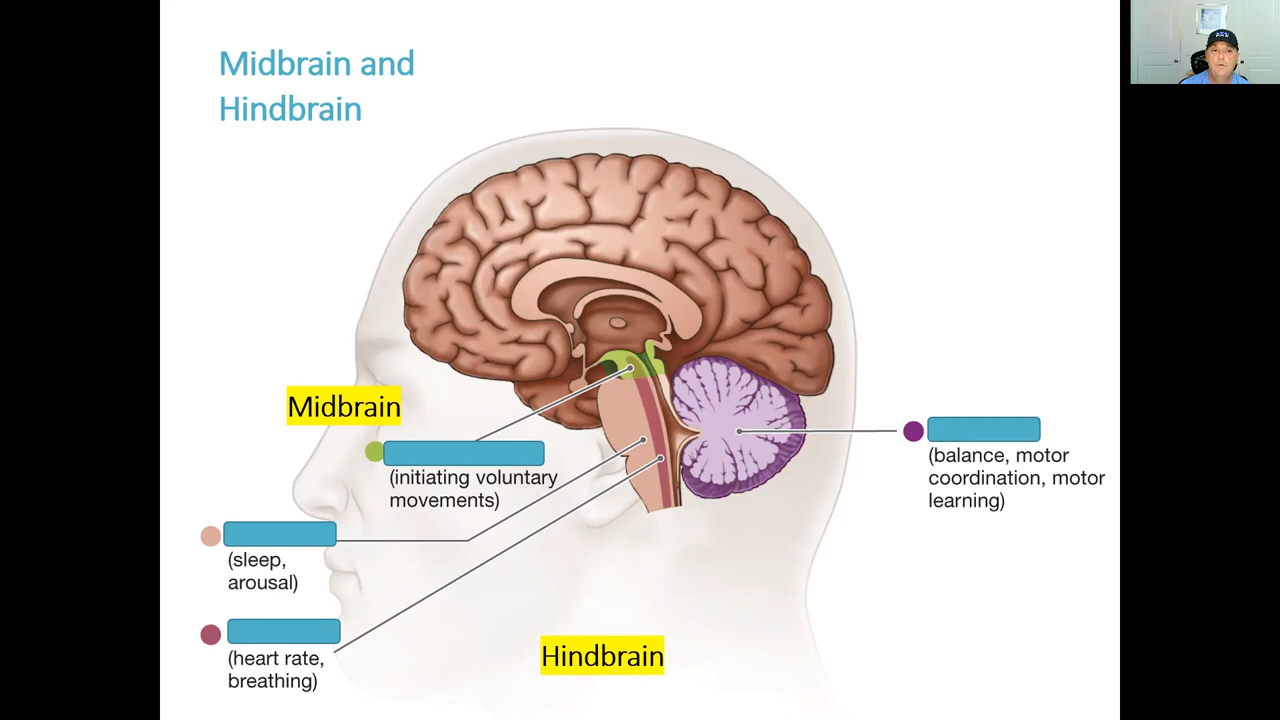 Midbrain and
Hindbrain
Midbrain
(initiating voluntary
movements)
(sleep,
arousal)
(heart rate,
breathing)
(balance, motor
coordination, motor
learning)
Hindbrain